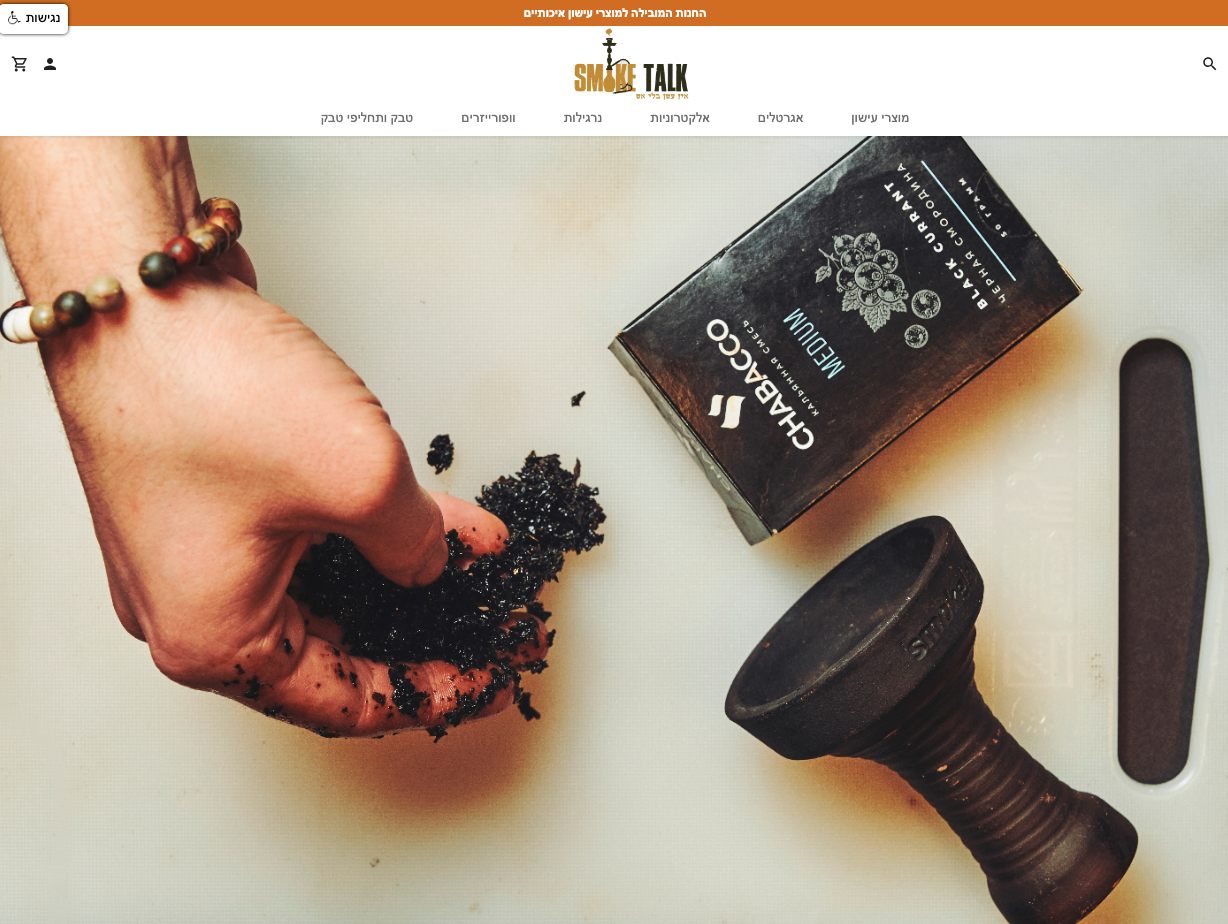 החנות המובילה למוצרי עישון איכותיים
נגישות
SMOKE TALK
אין עשן בלי אש
מוצרי עישון
אגרטלים
אלקטרוניות
נרגילות
וופורייזרים
טבק ותחליפי טבק
50 ГРАММ
ЧЕРНАЯ СМОРОДИНА
BLACK CURRANT
MEDIUM
КАЛЬЯННАЯ СМЕСЬ
CHABACCO